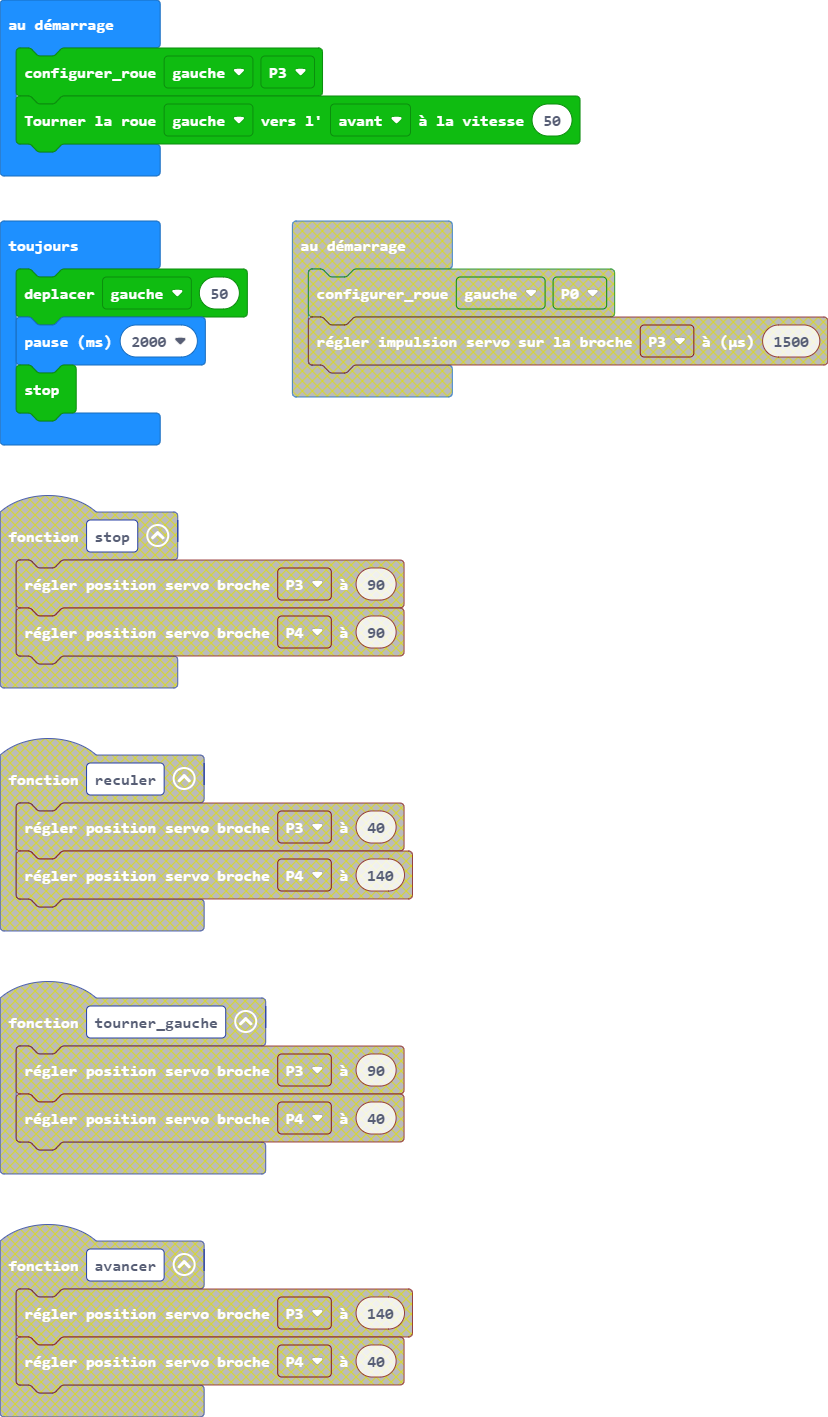 au démarrage
configurer_roue gauche P3
Tourner la roue gauche vers l' avant à la vitesse 50
toujours
deplacer gauche 50
pause (ms) 2000
stop
au démarrage
configurer_roue gauche P0
régler impulsion servo sur la broche P3 à (µs) 1500
fonction stop
régler position servo broche P3 à 90
régler position servo broche P4 à 90
fonction reculer
régler position servo broche P3 à 40
régler position servo broche P4 à 140
fonction tourner_gauche
régler position servo broche P3 à 90
régler position servo broche P4 à 40
fonction avancer
régler position servo broche P3 à 140
régler position servo broche P4 à 40